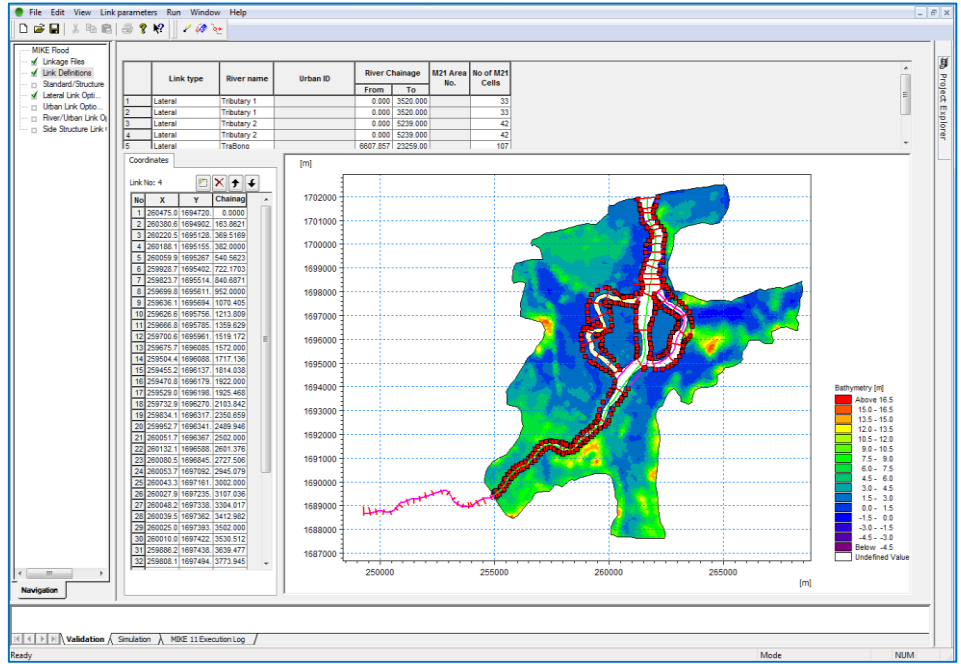 File Edit View Link parameters Run Window Help
MIKE Flood
Linkage Files
Link Definitions
Standard/Structure
Lateral Link Opti...
Urban Link Optio...
River/Urban Link O
Side Structure Link
Link type River name Urban ID River Chainage M21 Area No. No of M21 Cells
From To
1 Lateral Tributary 1 0.000 3520.000 33
2 Lateral Tributary 1 0.000 3520.000 33
3 Lateral Tributary 2 0.000 5239.000 42
4 Lateral Tributary 2 0.000 5239.000 42
5 Lateral TraBong 6607.857 23259.00 107
Project Explorer
Coordinates
Link No: 4
No X Y Chainag
1 260475.0 1694720. 0.0000
2 260380.6 1694902. 163.8621
3 260220.5 1695128. 369.5169
4 260188.1 1695155. 382.0000
5 260059.9 1695267. 540.5623
6 259928.7 1695402. 722.1703
7 259823.7 1695514. 840.6871
8 259699.8 1695611. 952.0000
9 259636.1 1695694. 1070.405
10 259626.6 1695756. 1213.809
11 259666.8 1695785. 1359.629
12 259700.6 1695961. 1519.172
13 259675.7 1696085. 1572.000
14 259504.4 1696088. 1717.136
15 259455.2 1696137. 1814.038
16 259470.8 1696179. 1922.000
17 259529.0 1696198. 1925.468
18 259732.9 1696270. 2103.842
19 259834.1 1696317. 2350.659
20 259952.7 1696341. 2489.946
21 260051.7 1696367. 2502.000
22 260132.1 1696588. 2601.376
23 260080.5 1696845. 2727.506
24 260053.7 1697092. 2945.079
25 260043.3 1697161. 3002.000
26 260027.9 1697235. 3107.036
27 260048.2 1697338. 3304.017
28 260039.5 1697362. 3412.982
29 260025.0 1697393. 3502.000
30 260010.0 1697422. 3530.512
31 259886.2 1697438. 3639.477
32 259808.1 1697494. 3773.945
[m]
1702000
1701000
1700000
1699000
1698000
1697000
1696000
1695000
1694000
1693000
1692000
1691000
1690000
1689000
1688000
1687000
250000 255000 260000 265000
[m]
Bathymetry [m]
Above 16.5
15.0 - 16.5
13.5 - 15.0
12.0 - 13.5
10.5 - 12.0
9.0 - 10.5
7.5 - 9.0
6.0 - 7.5
4.5 - 6.0
3.0 - 4.5
1.5 - 3.0
0.0 - 1.5
-1.5 - 0.0
-3.0 - -1.5
-4.5 - -3.0
Below -4.5
Undefined Value
Navigation
Validation Simulation MIKE 11 Execution Log
Ready Mode NUM